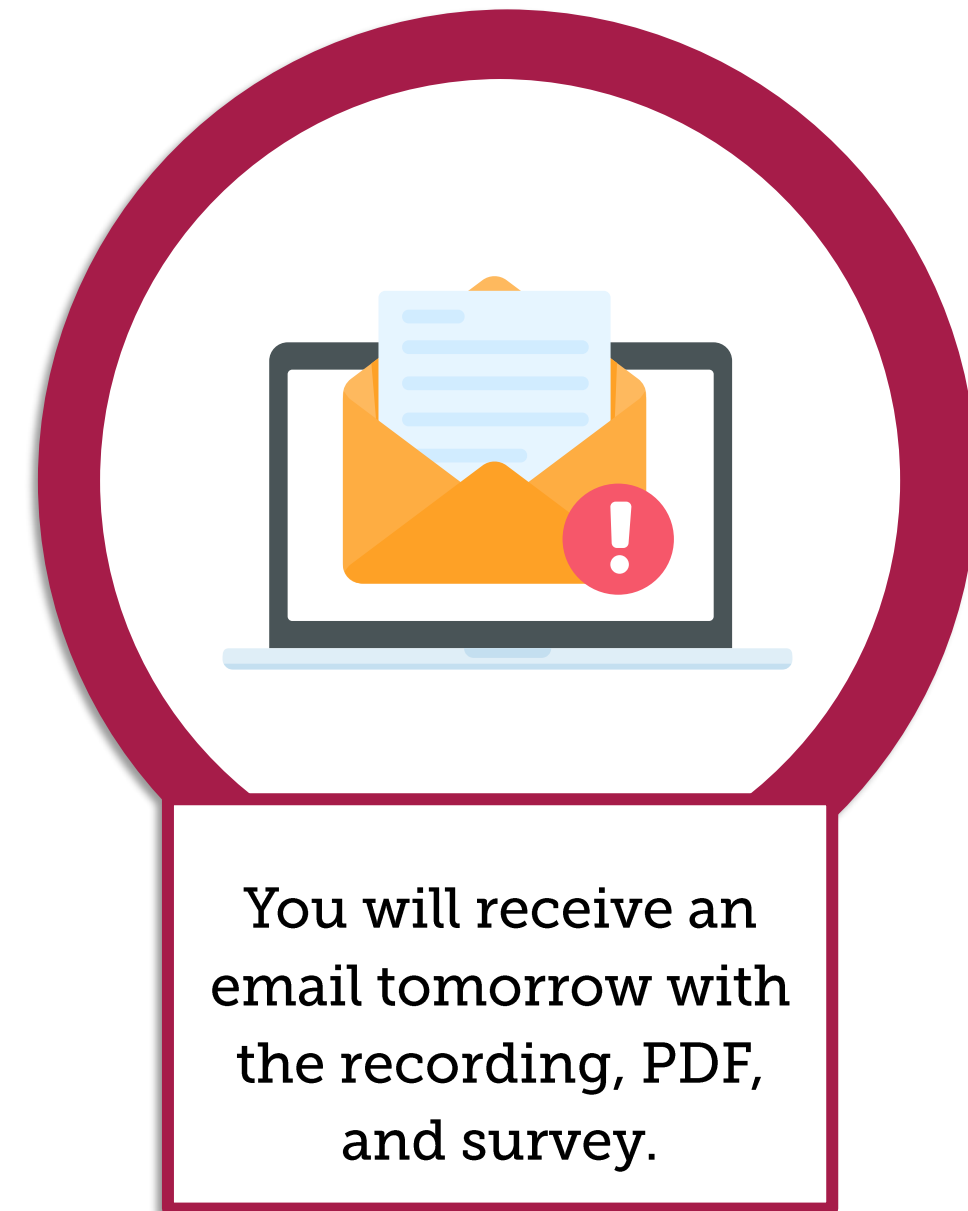 You will receive an
email tomorrow with
the recording, PDF,
and survey.